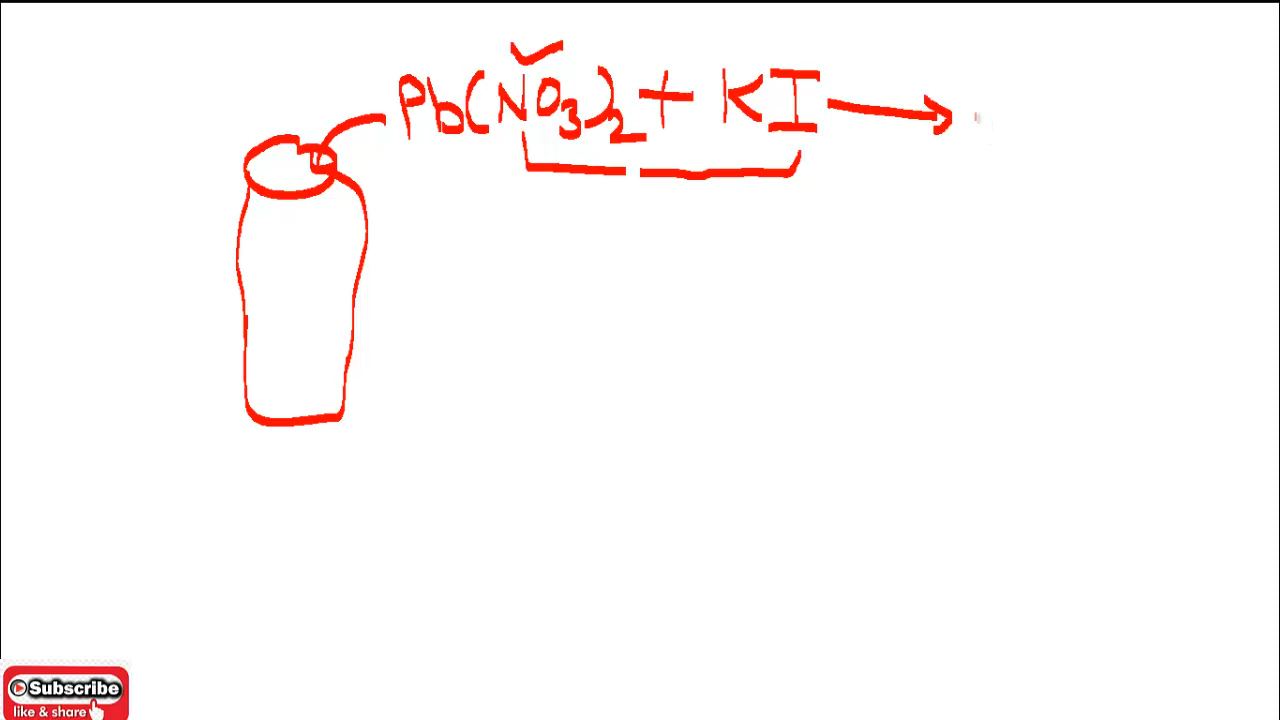 Pb(NO₃)₂ + KI →
Subscribe
like & share